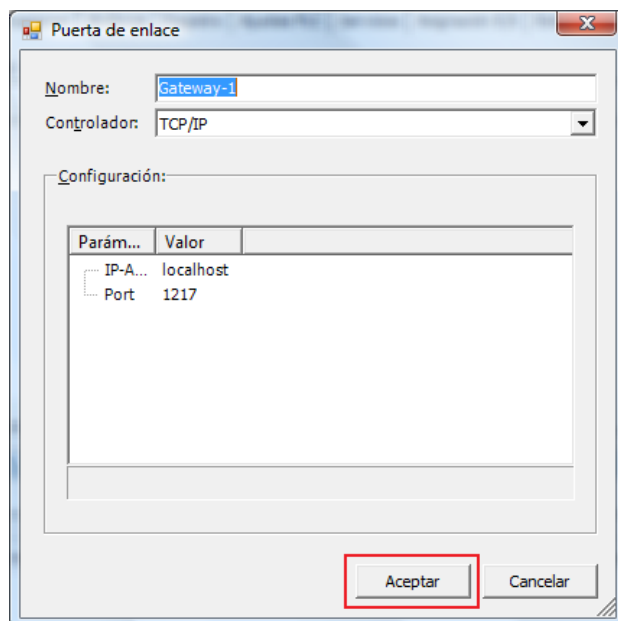 Puerta de enlace
Nombre: Gateway-1
Controlador: TCP/IP
Configuración:
Parám... Valor
IP-A... localhost
Port 1217
Aceptar Cancelar